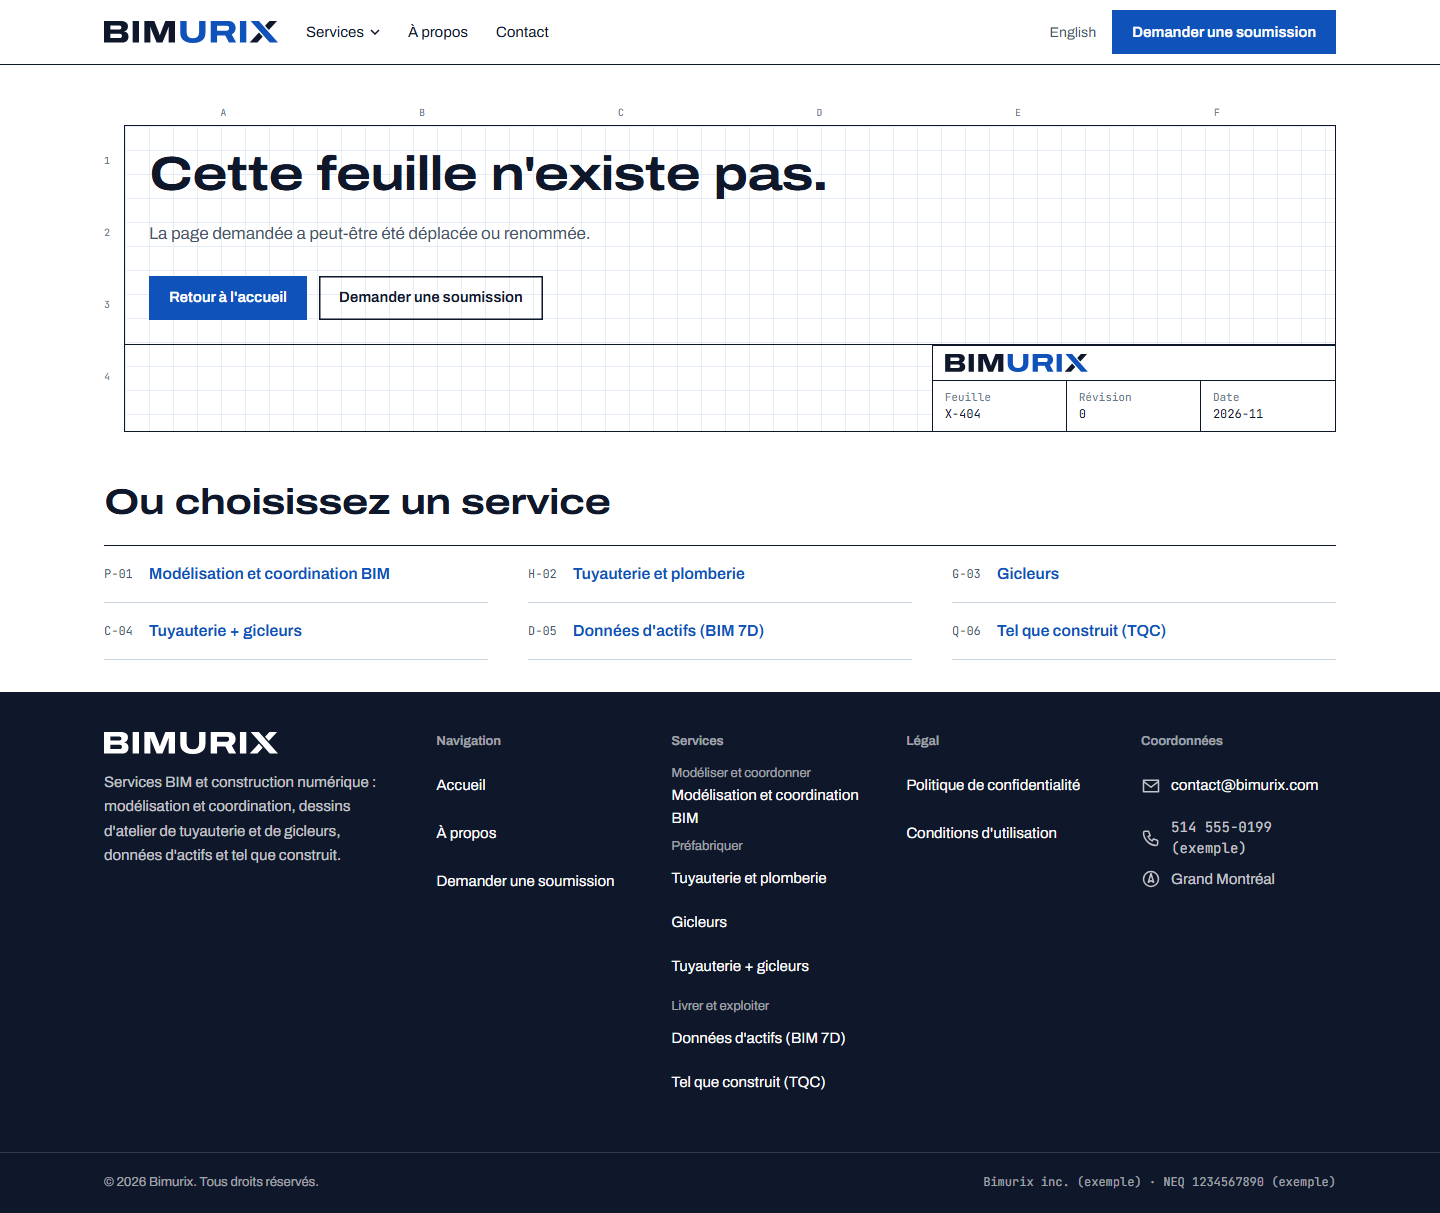 BIMURIX
Services
À propos
Contact
English
Demander une soumission
A B C D E F
1
Cette feuille n'existe pas.
2
La page demandée a peut-être été déplacée ou renommée.
3
Retour à l'accueil
Demander une soumission
4
BIMURIX
Feuille
X-404
Révision
0
Date
2026-11
Ou choisissez un service
P-01 Modélisation et coordination BIM
H-02 Tuyauterie et plomberie
G-03 Gicleurs
C-04 Tuyauterie + gicleurs
D-05 Données d'actifs (BIM 7D)
Q-06 Tel que construit (TQC)
BIMURIX
Services BIM et construction numérique :
modélisation et coordination, dessins
d'atelier de tuyauterie et de gicleurs,
données d'actifs et tel que construit.
Navigation
Accueil
À propos
Demander une soumission
Services
Modéliser et coordonner
Modélisation et coordination
BIM
Préfabriquer
Tuyauterie et plomberie
Gicleurs
Tuyauterie + gicleurs
Livrer et exploiter
Données d'actifs (BIM 7D)
Tel que construit (TQC)
Légal
Politique de confidentialité
Conditions d'utilisation
Coordonnées
contact@bimurix.com
514 555-0199
(exemple)
Grand Montréal
© 2026 Bimurix. Tous droits réservés.
Bimurix inc. (exemple) · NEQ 1234567890 (exemple)